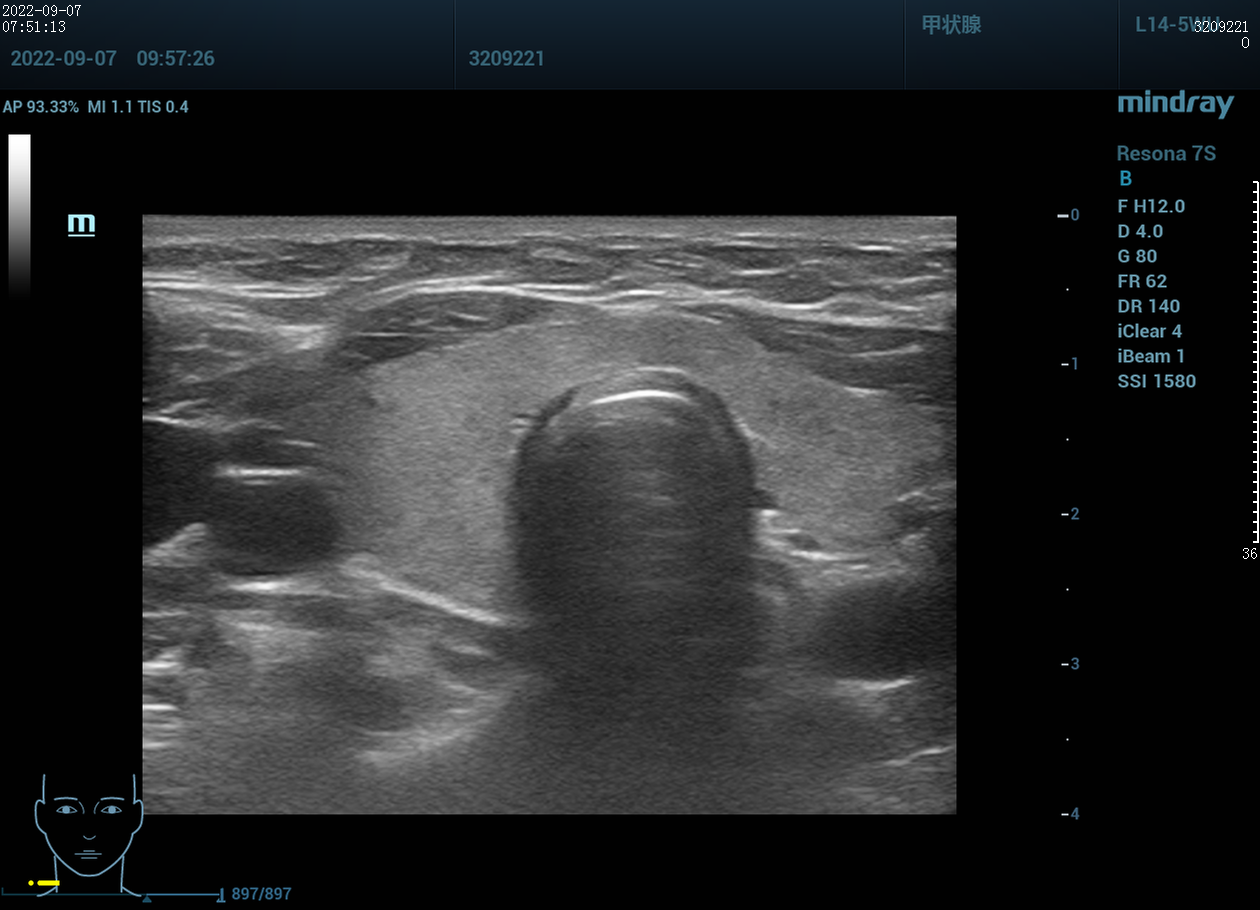 2022-09-07
07:51:13
甲状腺
3209221
0
2022-09-07 09:57:26
3209221
AP 93.33% MI 1.1 TIS 0.4
mindray
Resona 7S
B
F H12.0
D 4.0
G 80
FR 62
DR 140
iClear 4
iBeam 1
SSI 1580
m
0
1
2
3
4
36
897/897